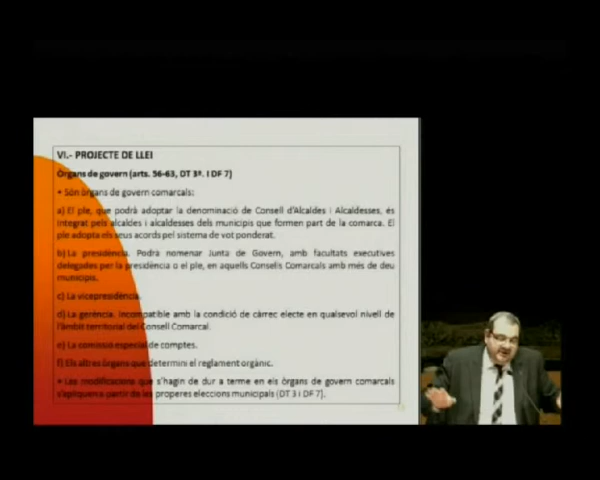 VI.- PROJECTE DE LLEI
Òrgans de govern (arts. 56-63, DT 3ª. I DF 7)
• Són òrgans de govern comarcals:
a) El ple, que podrà adoptar la denominació de Consell d'Alcaldes i Alcaldesses, és
integrat pels alcaldes i alcaldesses dels municipis que formen part de la comarca. El
ple adopta els seus acords pel sistema de vot ponderat.
b) La presidència. Podrà nomenar Junta de Govern, amb facultats executives
delegades per la presidència o el ple, en aquells Consells Comarcals amb més de deu
municipis.
c) La vicepresidència.
d) La gerència. Incompatible amb la condició de càrrec electe en qualsevol nivell de
l'àmbit territorial del Consell Comarcal.
e) La comissió especial de comptes.
f) Els altres òrgans que determini el reglament orgànic.
• Les modificacions que s'hagin de dur a terme en els òrgans de govern comarcals
s'apliquen a partir de les properes eleccions municipals (DT 3 i DF 7).